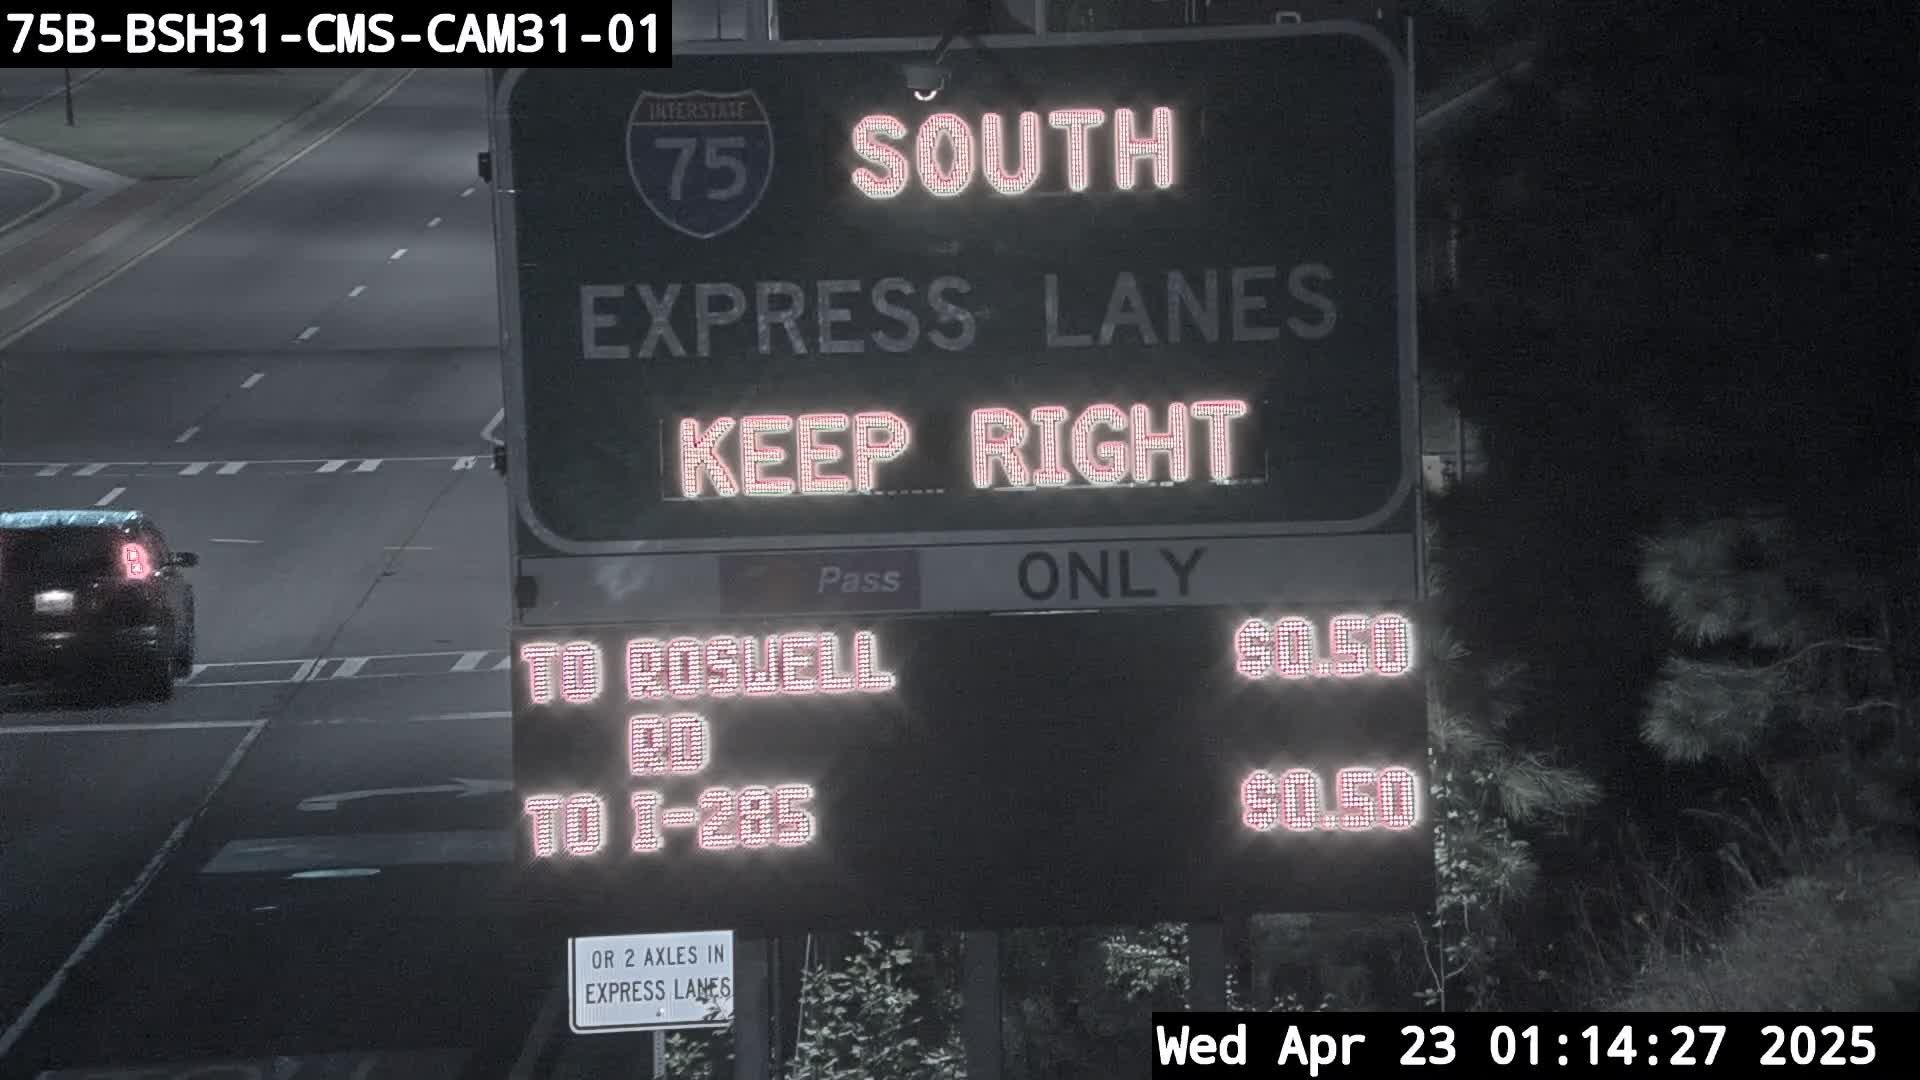 75B-BSH31-CMS-CAM31-01
INTERSTATE
75
SOUTH
EXPRESS LANES
KEEP RIGHT
Pass ONLY
TO ROSWELL $0.50
RD
TO I-285 $0.50
OR 2 AXLES IN
EXPRESS LANES
Wed Apr 23 01:14:27 2025